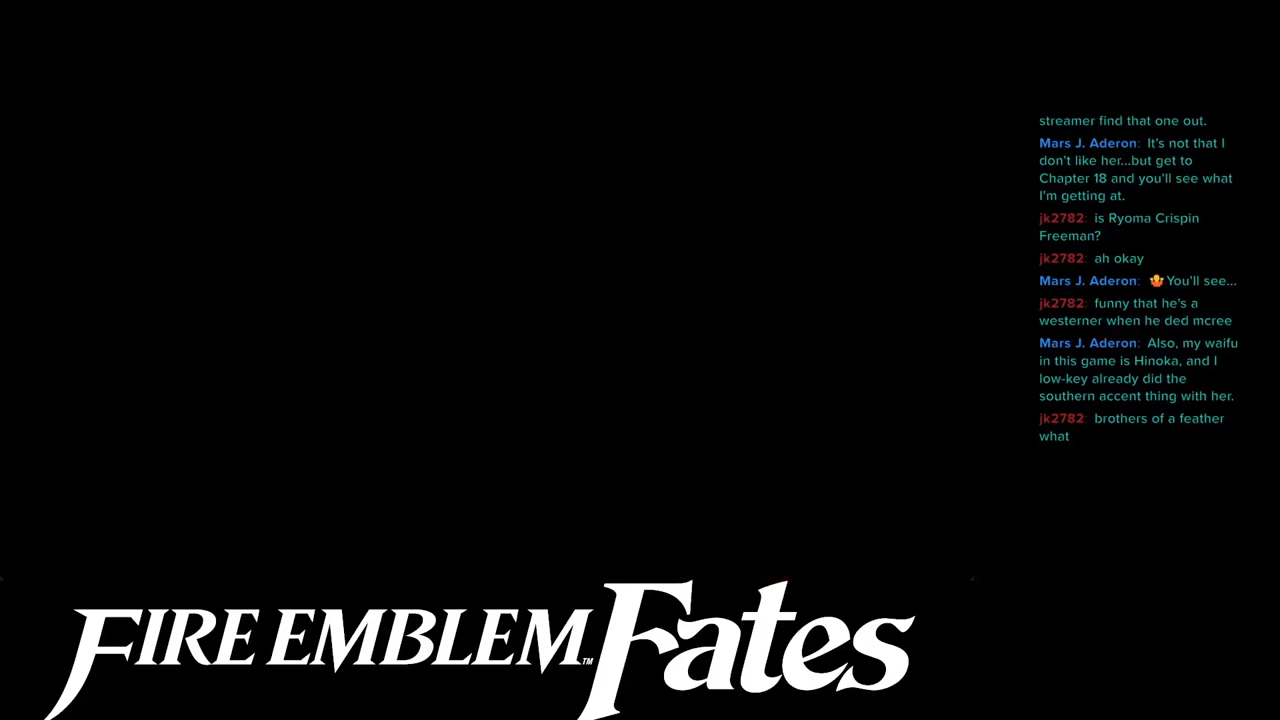 streamer find that one out.
Mars J. Aderon: It's not that I
don't like her...but get to
Chapter 18 and you'll see what
I'm getting at.
jk2782: is Ryoma Crispin
Freeman?
jk2782: ah okay
Mars J. Aderon: 🤷You'll see...
jk2782: funny that he's a
westerner when he ded mcree
Mars J. Aderon: Also, my waifu
in this game is Hinoka, and I
low-key already did the
southern accent thing with her.
jk2782: brothers of a feather
what
FIRE EMBLEM™ Fates